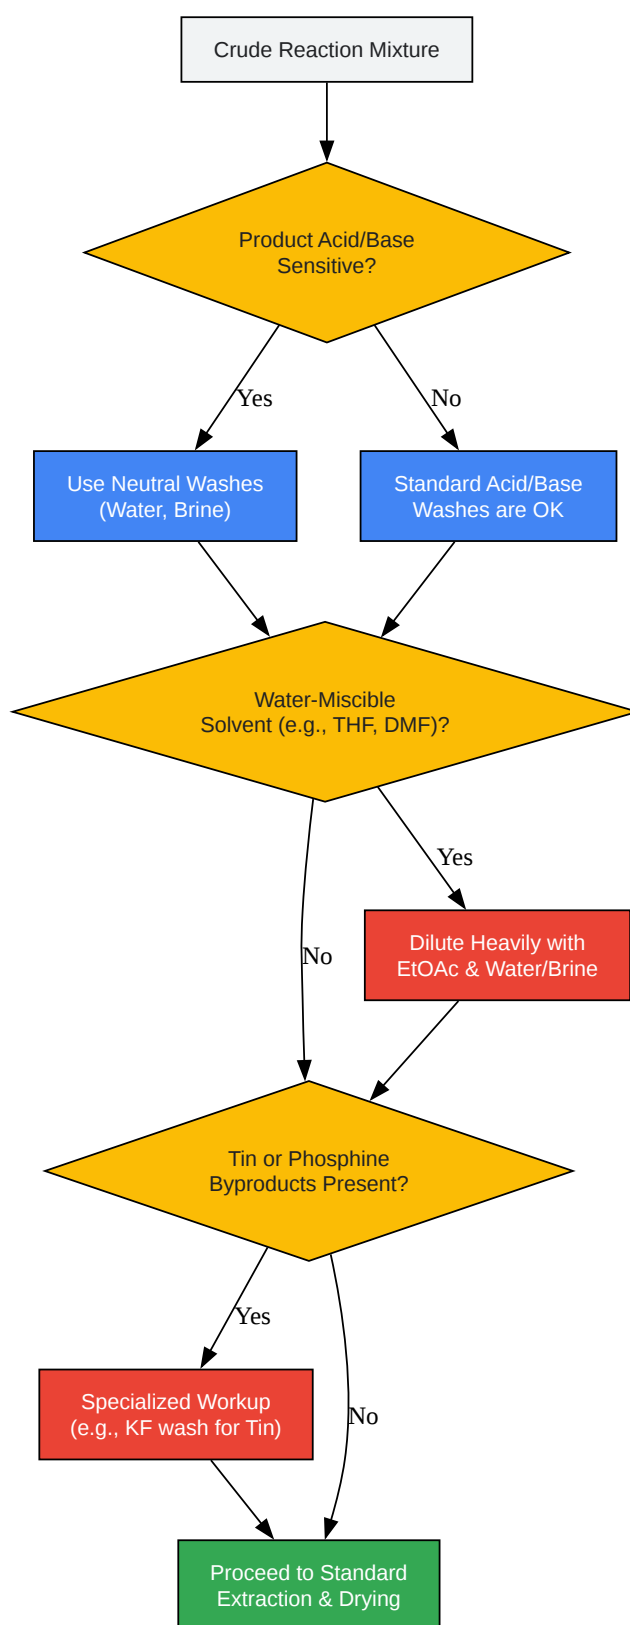 Crude Reaction Mixture
Product Acid/Base
Sensitive?
Yes
No
Use Neutral Washes
(Water, Brine)
Standard Acid/Base
Washes are OK
Water-Miscible
Solvent (e.g., THF, DMF)?
Yes
No
Dilute Heavily with
EtOAc & Water/Brine
Tin or Phosphine
Byproducts Present?
Yes
No
Specialized Workup
(e.g., KF wash for Tin)
Proceed to Standard
Extraction & Drying